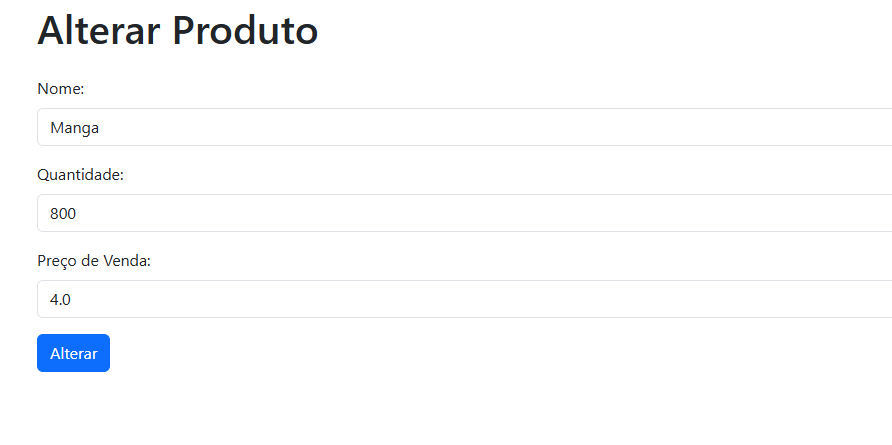 Alterar Produto
Nome:
Manga
Quantidade:
800
Preço de Venda:
4.0
Alterar